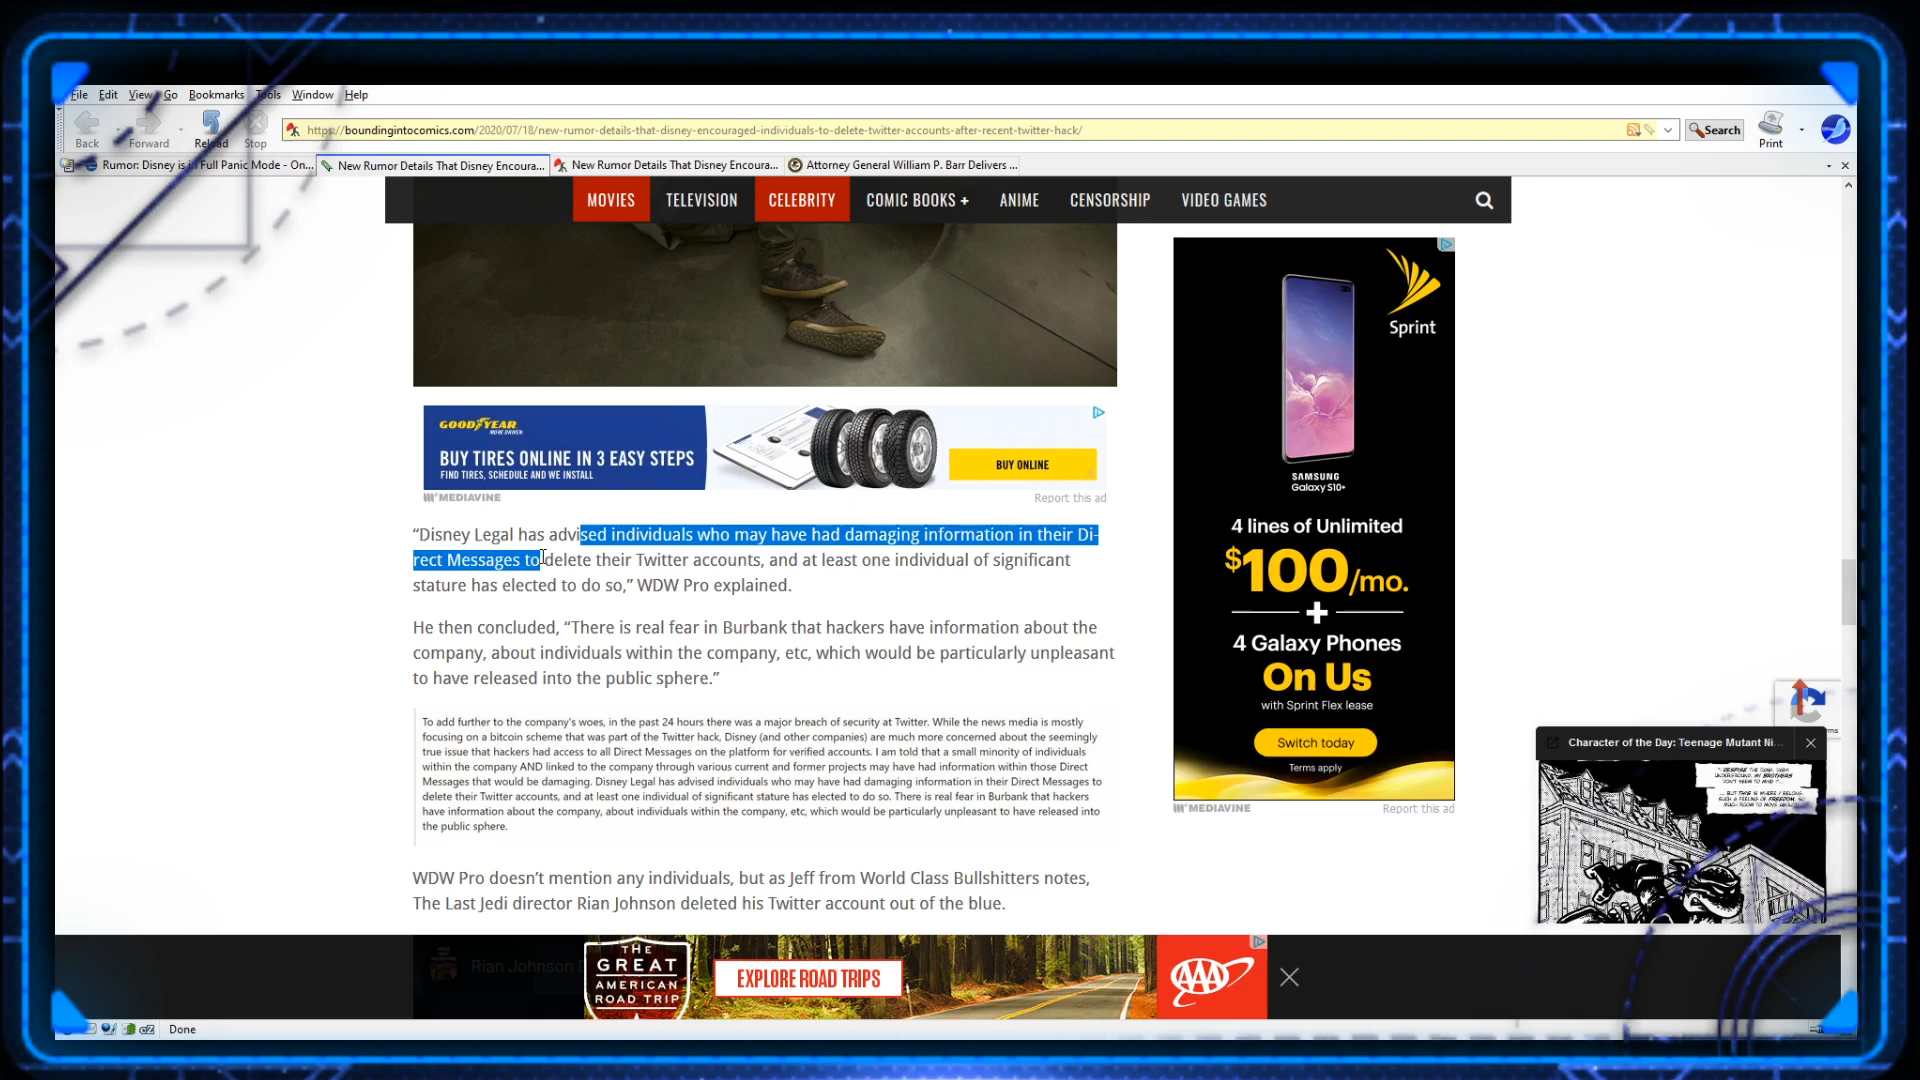 File Edit View Go Bookmarks Tools Window Help
Back Forward Reload Stop
https://boundingintocomics.com/2020/07/18/new-rumor-details-that-disney-encouraged-individuals-to-delete-twitter-accounts-after-recent-twitter-hack/
Search
Print
Rumor: Disney is in Full Panic Mode - On...
New Rumor Details That Disney Encoura...
New Rumor Details That Disney Encoura...
Attorney General William P. Barr Delivers ...
MOVIES TELEVISION CELEBRITY COMIC BOOKS + ANIME CENSORSHIP VIDEO GAMES
GOODYEAR
MORE DRIVEN
BUY TIRES ONLINE IN 3 EASY STEPS
FIND TIRES, SCHEDULE AND WE INSTALL
BUY ONLINE
MEDIAVINE
Report this ad
“Disney Legal has advised individuals who may have had damaging information in their Di-
rect Messages to delete their Twitter accounts, and at least one individual of significant
stature has elected to do so,” WDW Pro explained.
He then concluded, “There is real fear in Burbank that hackers have information about the
company, about individuals within the company, etc, which would be particularly unpleasant
to have released into the public sphere.”
To add further to the company's woes, in the past 24 hours there was a major breach of security at Twitter. While the news media is mostly
focusing on a bitcoin scheme that was part of the Twitter hack, Disney (and other companies) are much more concerned about the seemingly
true issue that hackers had access to all Direct Messages on the platform for verified accounts. I am told that a small minority of individuals
within the company AND linked to the company through various current and former projects may have had information within those Direct
Messages that would be damaging. Disney Legal has advised individuals who may have had damaging information in their Direct Messages to
delete their Twitter accounts, and at least one individual of significant stature has elected to do so. There is real fear in Burbank that hackers
have information about the company, about individuals within the company, etc, which would be particularly unpleasant to have released into
the public sphere.
WDW Pro doesn’t mention any individuals, but as Jeff from World Class Bullshitters notes,
The Last Jedi director Rian Johnson deleted his Twitter account out of the blue.
Sprint
SAMSUNG
Galaxy S10+
4 lines of Unlimited
$100/mo.
+
4 Galaxy Phones
On Us
with Sprint Flex lease
Switch today
Terms apply
MEDIAVINE
Report this ad
Character of the Day: Teenage Mutant Ni...
Rian Johnson
THE
GREAT
AMERICAN
ROAD TRIP
EXPLORE ROAD TRIPS
AAA
Done